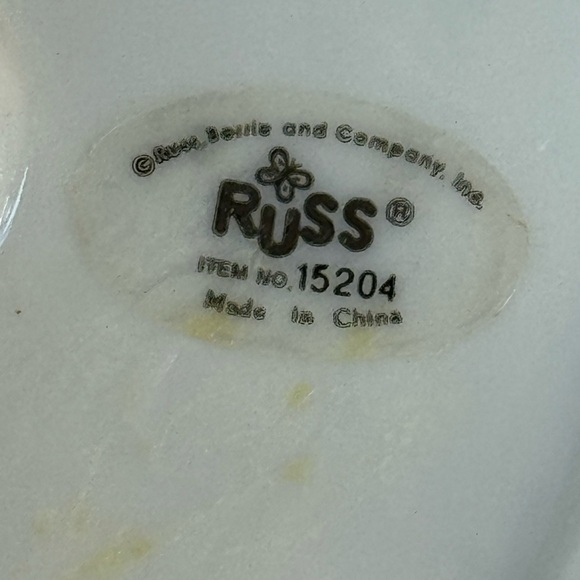 © Russ Berrie and Company, Inc.
RUSS®
ITEM NO. 15204
Made in China